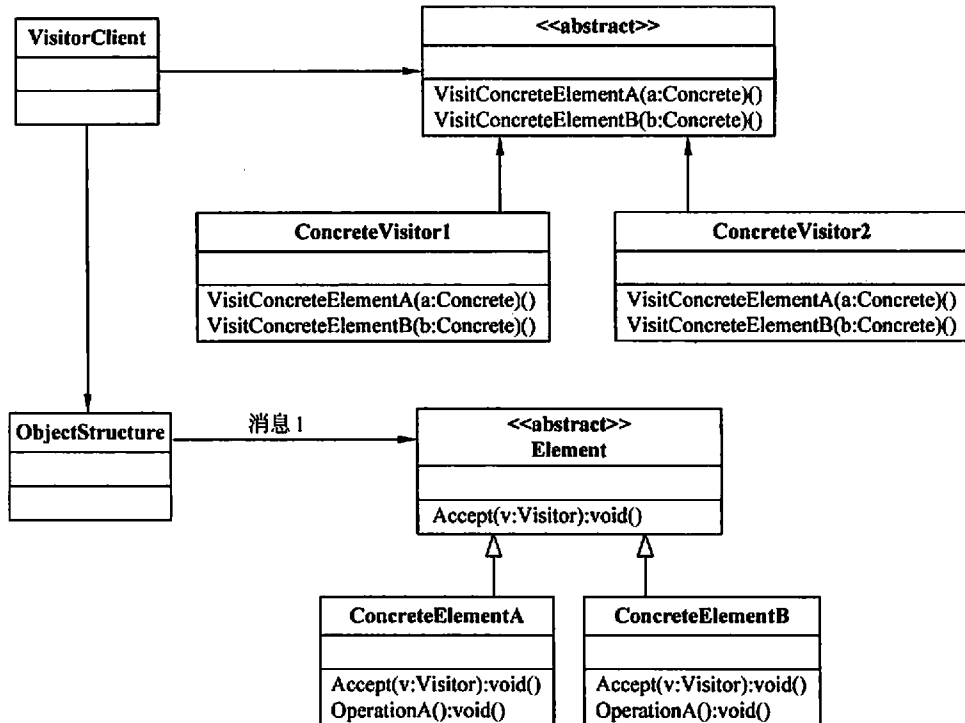 VisitorClient
<<abstract>>
VisitConcreteElementA(a:Concrete)()
VisitConcreteElementB(b:Concrete)()
ConcreteVisitor1
VisitConcreteElementA(a:Concrete)()
VisitConcreteElementB(b:Concrete)()
ConcreteVisitor2
VisitConcreteElementA(a:Concrete)()
VisitConcreteElementB(b:Concrete)()
ObjectStructure
消息1
<<abstract>>
Element
Accept(v:Visitor):void()
ConcreteElementA
Accept(v:Visitor):void()
OperationA():void()
ConcreteElementB
Accept(v:Visitor):void()
OperationA():void()